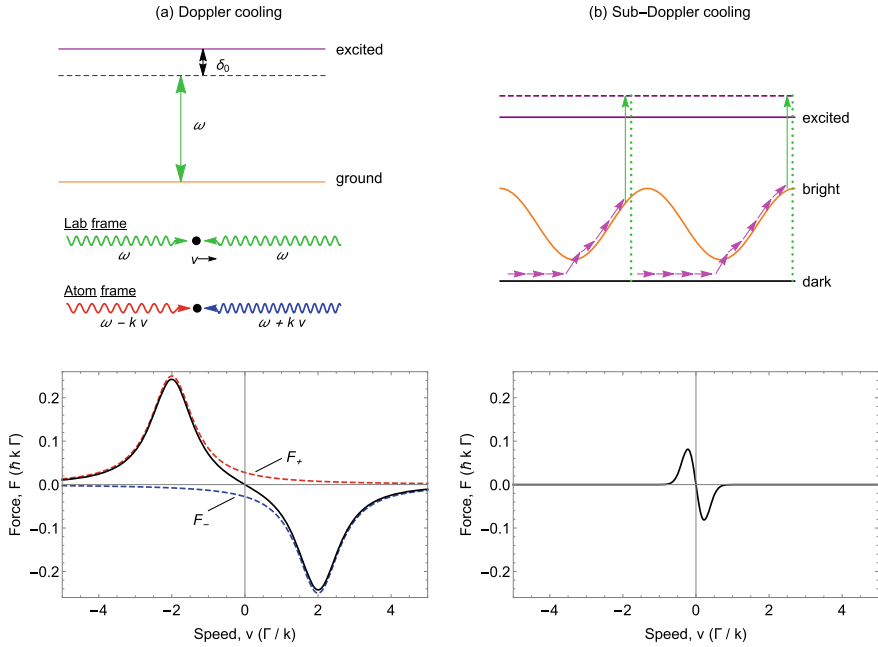 (a) Doppler cooling
excited
δ₀
ω
ground
Lab frame
ω
v
ω
Atom frame
ω − k v
ω + k v
Force, F (ℏ k Γ)
0.2
0.1
0.0
−0.1
−0.2
F₊
F₋
−4
−2
0
2
4
Speed, v (Γ / k)
(b) Sub−Doppler cooling
excited
bright
dark
Force, F (ℏ k Γ)
0.2
0.1
0.0
−0.1
−0.2
−4
−2
0
2
4
Speed, v (Γ / k)